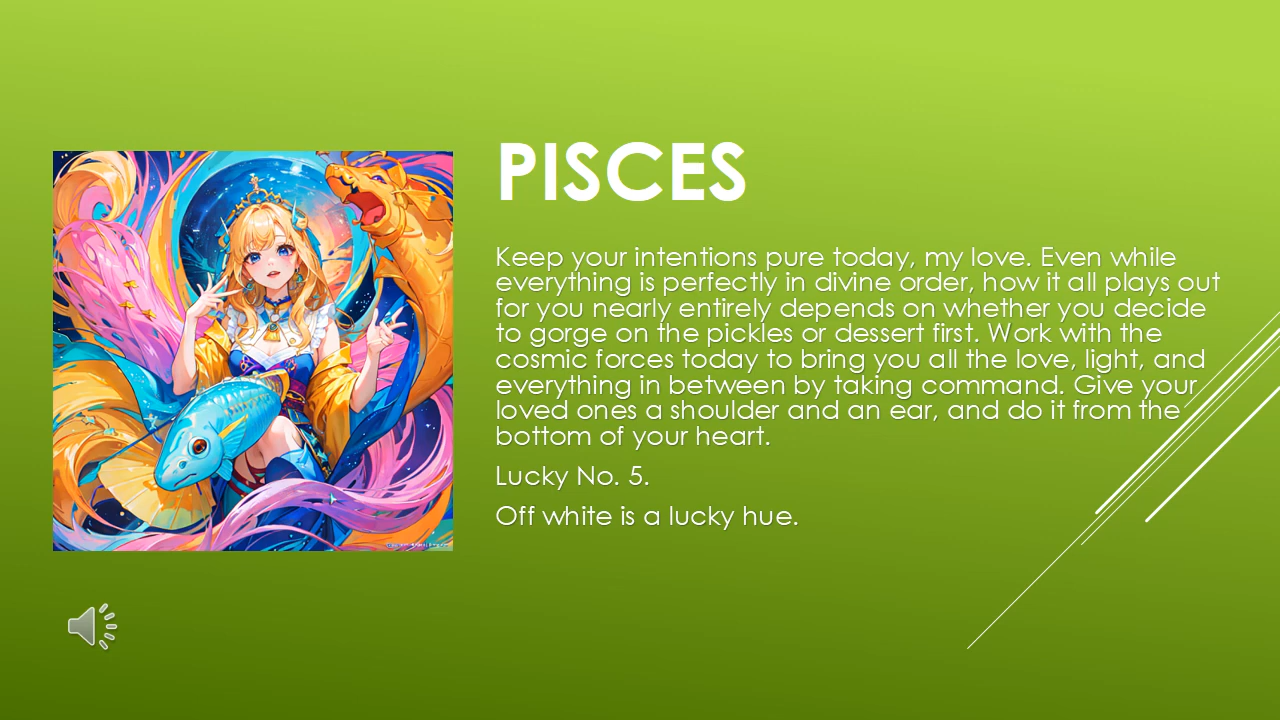 PISCES
Keep your intentions pure today, my love. Even while
everything is perfectly in divine order, how it all plays out
for you nearly entirely depends on whether you decide
to gorge on the pickles or dessert first. Work with the
cosmic forces today to bring you all the love, light, and
everything in between by taking command. Give your
loved ones a shoulder and an ear, and do it from the
bottom of your heart.
Lucky No. 5.
Off white is a lucky hue.